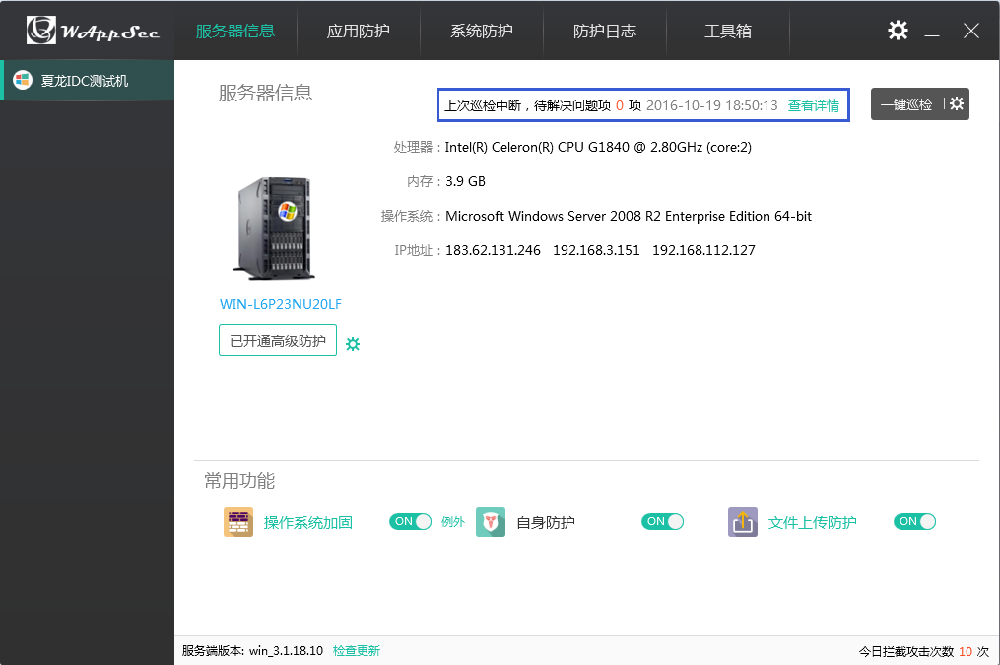 WAppSec 服务器信息 应用防护 系统防护 防护日志 工具箱
夏龙IDC测试机
服务器信息
上次巡检中断，待解决问题项 0 项 2016-10-19 18:50:13 查看详情
一键巡检
处理器：Intel(R) Celeron(R) CPU G1840 @ 2.80GHz (core:2)
内存：3.9 GB
操作系统：Microsoft Windows Server 2008 R2 Enterprise Edition 64-bit
IP地址：183.62.131.246 192.168.3.151 192.168.112.127
WIN-L6P23NU20LF
已开通高级防护
常用功能
操作系统加固 ON 例外 自身防护 ON 文件上传防护 ON
服务端版本: win_3.1.18.10 检查更新 今日拦截攻击次数 10 次